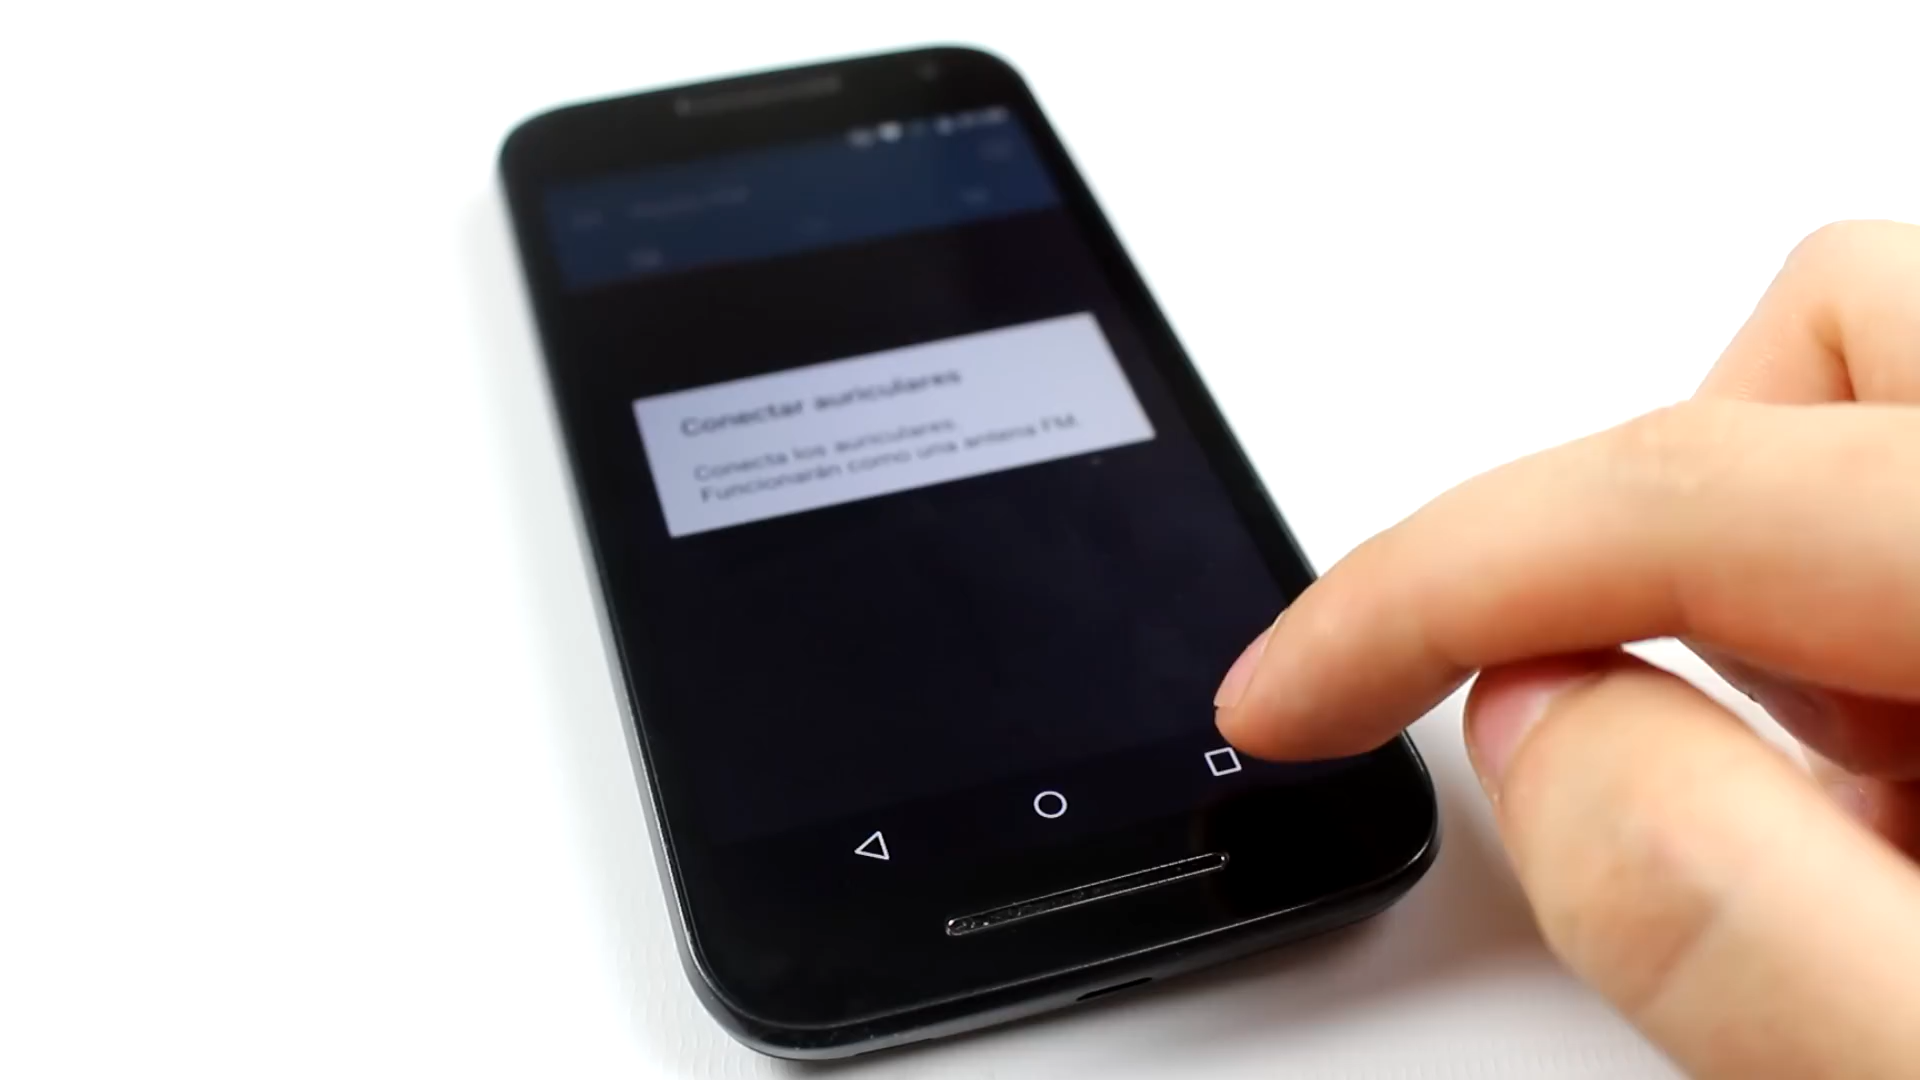 Conectar auriculares
Conecta los auriculares.
Funcionarán como una antena FM.